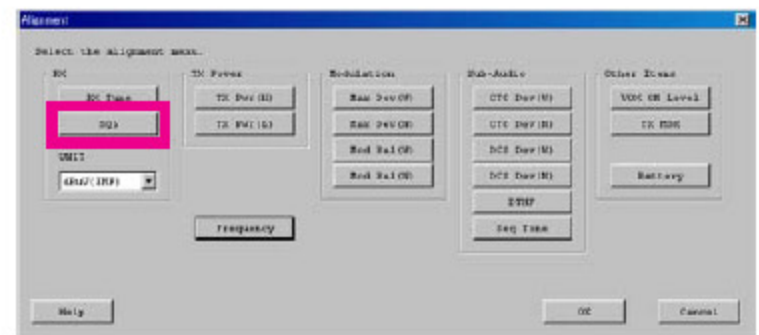 Alignment
Select the alignment menu.
RX
RX Tune
SQL
UNIT
dBuV(EMF)
TX Power
TX Pwr(H)
TX Pwr(L)
Frequency
Modulation
Max Dev(W)
Max Dev(N)
Mod Bal(W)
Mod Bal(N)
Sub-Audio
CTC Dev(W)
CTC Dev(N)
DCS Dev(W)
DCS Dev(N)
DTMF
Seq Tone
Other Items
VOX ON Level
TX MSK
Battery
Help
OK
Cancel